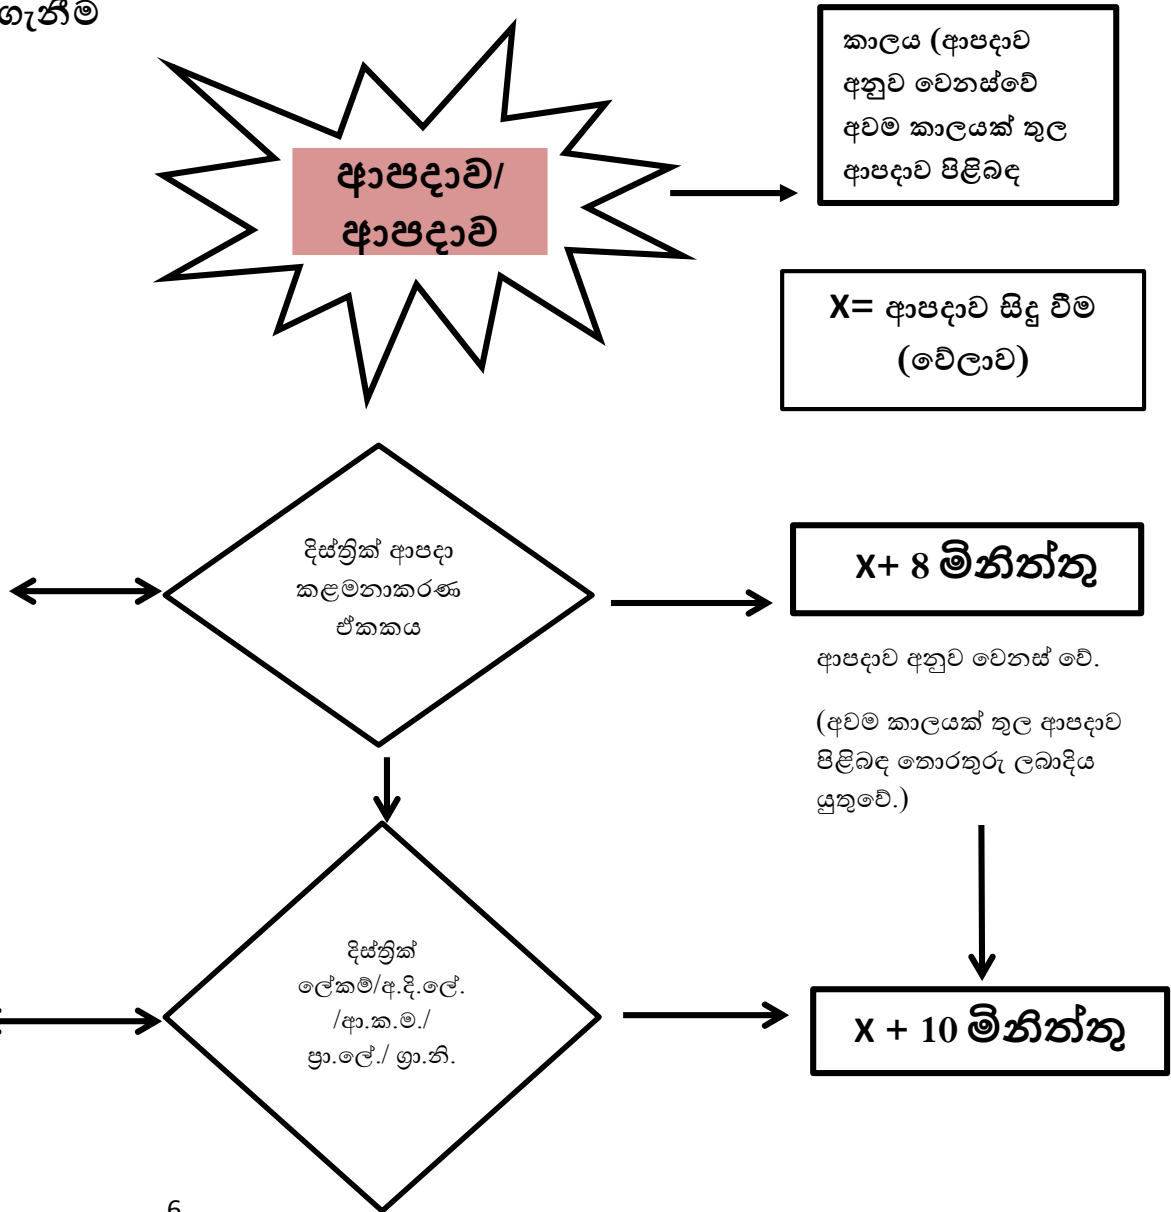 ගැනීම
ආපදාව/
ආපදාව
කාලය (ආපදාව
අනුව වෙනස්වේ
අවම කාලයක් තුල
ආපදාව පිළිබඳ
X= ආපදාව සිදු වීම
(වේලාව)
දිස්ත්‍රික් ආපදා
කළමනාකරණ
ඒකකය
X+ 8 මිනිත්තු
ආපදාව අනුව වෙනස් වේ.
(අවම කාලයක් තුල ආපදාව
පිළිබඳ තොරතුරු ලබාදිය
යුතුවේ.)
දිස්ත්‍රික්
ලේකම්/අ.දි.ලේ.
/ආ.ක.ම./
ප්‍රා.ලේ./ ග්‍රා.නි.
X + 10 මිනිත්තු
6